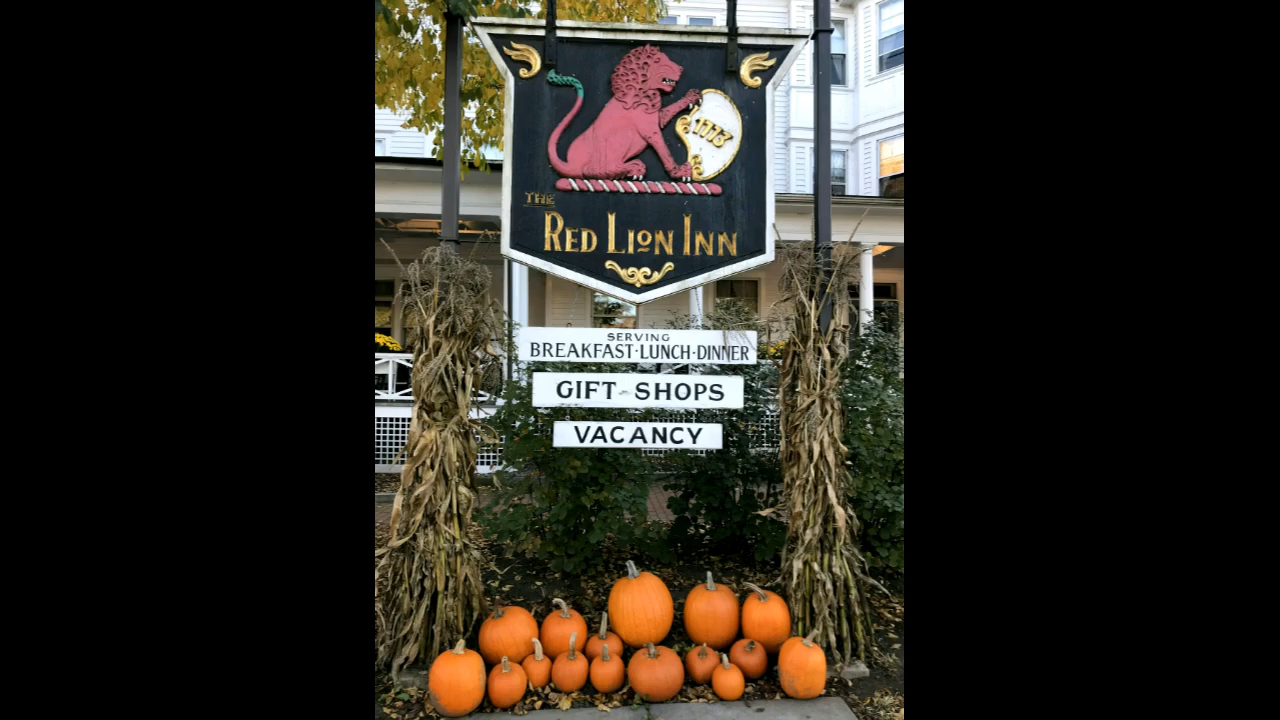 1773
THE
RED LION INN
SERVING
BREAKFAST·LUNCH·DINNER
GIFT-SHOPS
VACANCY